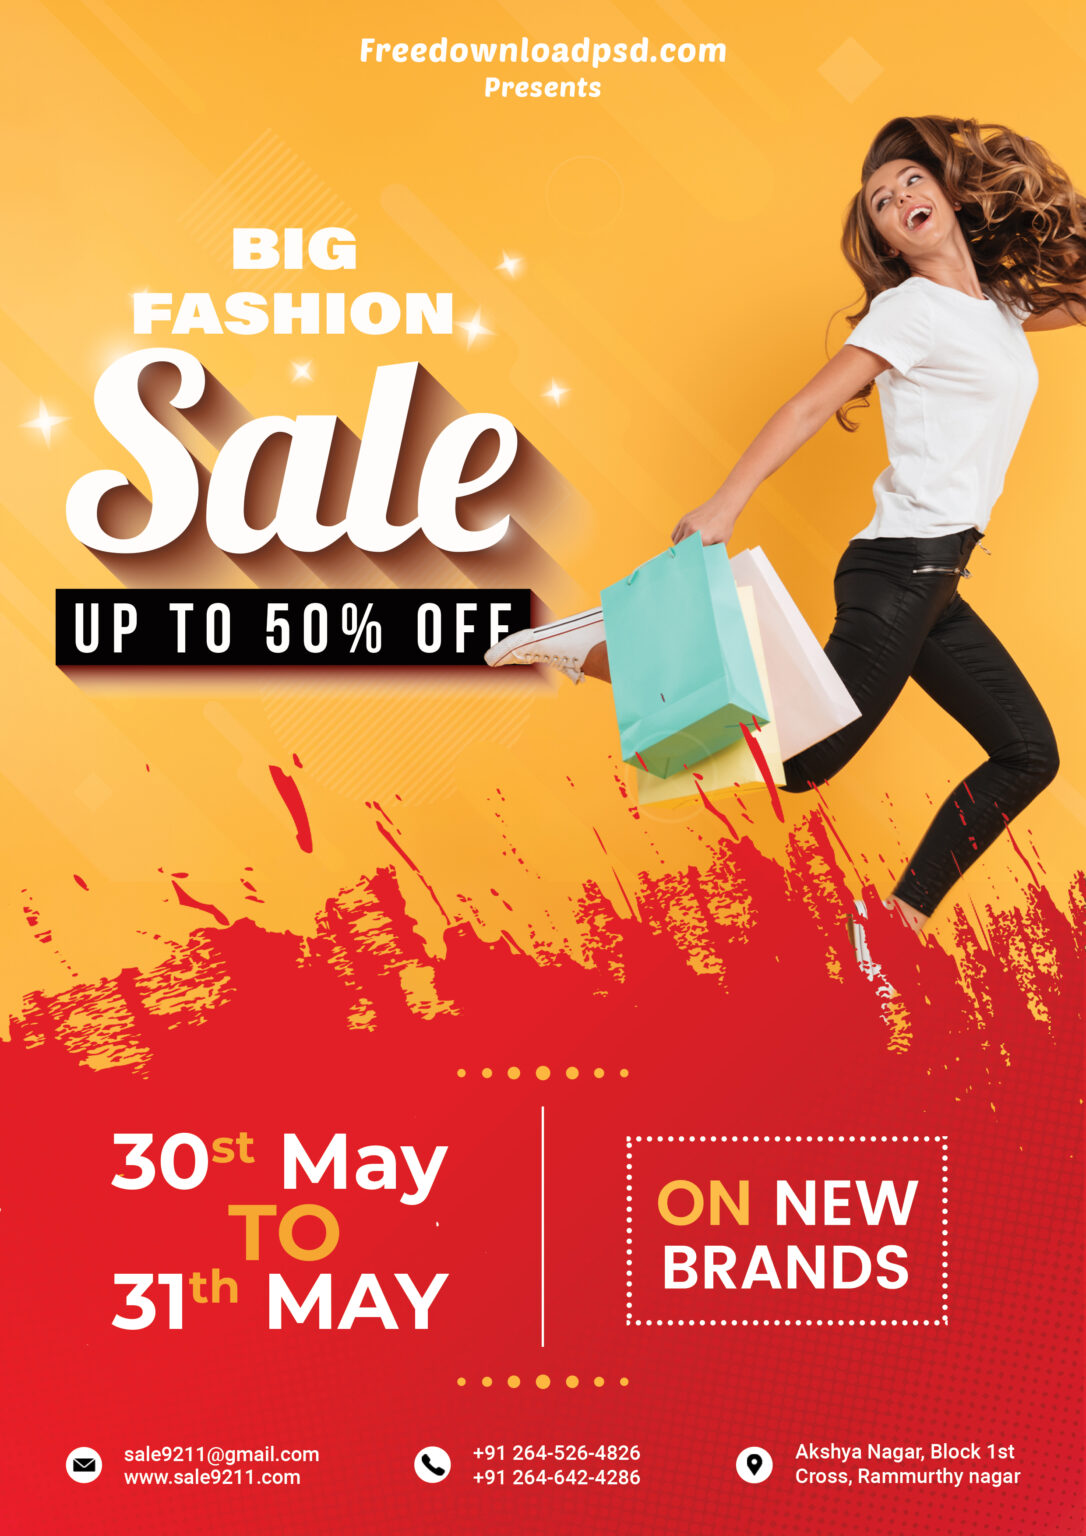 Freedownloadpsd.com
Presents
BIG
FASHION
Sale
UP TO 50% OFF
30st May
TO
31th MAY
ON NEW
BRANDS
sale9211@gmail.com
www.sale9211.com
+91 264-526-4826
+91 264-642-4286
Akshya Nagar, Block 1st
Cross, Rammurthy nagar